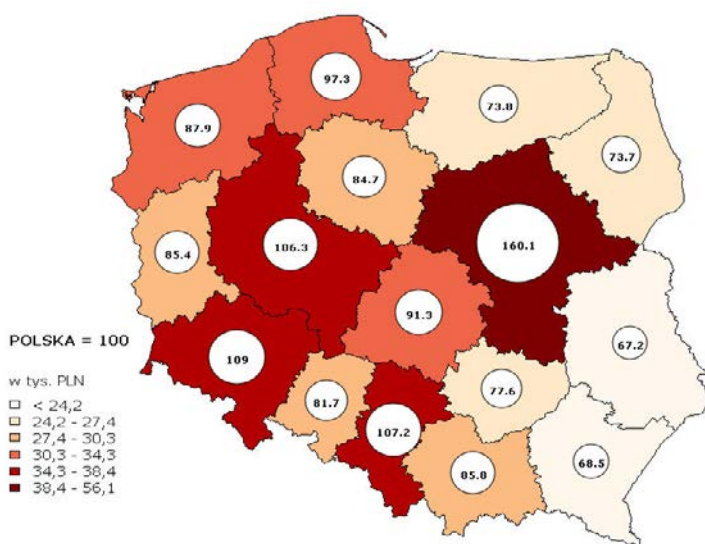 97.3
87.9
73.8
73.7
84.7
106.3
160.1
85.4
91.3
POLSKA = 100
109
67.2
w tys. PLN
81.7
77.6
< 24,2
24,2 - 27,4
27,4 - 30,3
107.2
30,3 - 34,3
68.5
34,3 - 38,4
85.8
38,4 - 56,1